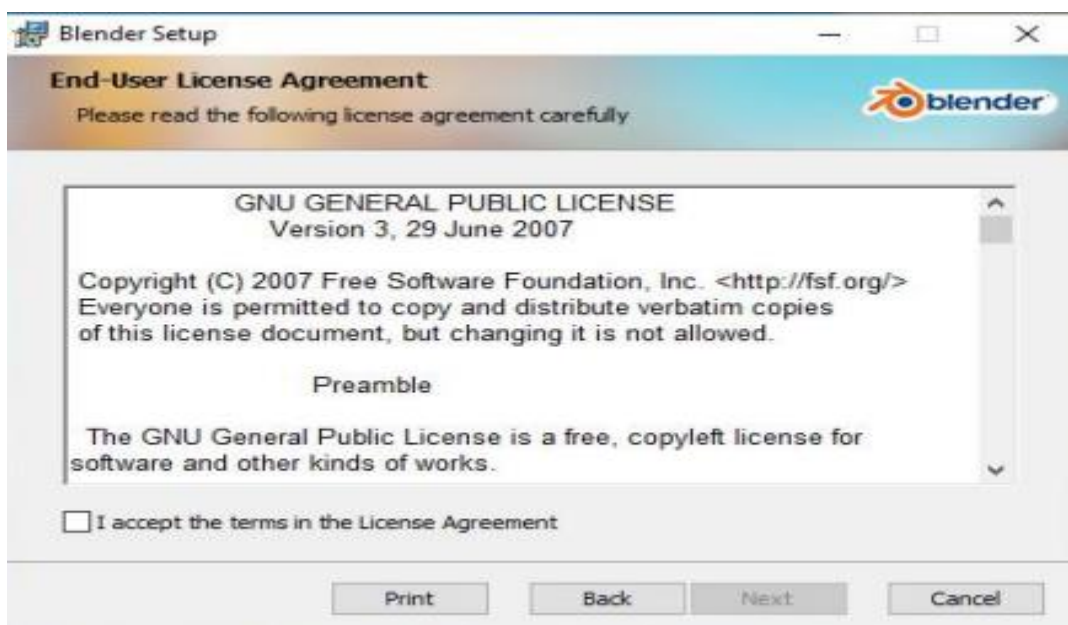 Blender Setup
End-User License Agreement
Please read the following license agreement carefully
blender
GNU GENERAL PUBLIC LICENSE
Version 3, 29 June 2007
Copyright (C) 2007 Free Software Foundation, Inc. <http://fsf.org/>
Everyone is permitted to copy and distribute verbatim copies
of this license document, but changing it is not allowed.
Preamble
The GNU General Public License is a free, copyleft license for
software and other kinds of works.
I accept the terms in the License Agreement
Print Back Next Cancel